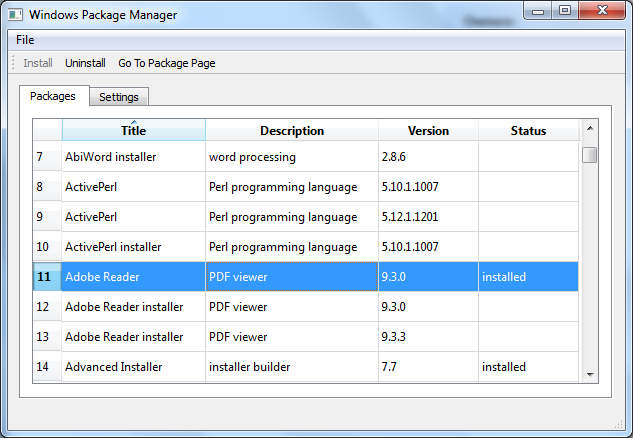 Windows Package Manager
File
Install Uninstall Go To Package Page
Packages Settings
Title Description Version Status
7 AbiWord installer word processing 2.8.6
8 ActivePerl Perl programming language 5.10.1.1007
9 ActivePerl Perl programming language 5.12.1.1201
10 ActivePerl installer Perl programming language 5.10.1.1007
11 Adobe Reader PDF viewer 9.3.0 installed
12 Adobe Reader installer PDF viewer 9.3.0
13 Adobe Reader installer PDF viewer 9.3.3
14 Advanced Installer installer builder 7.7 installed